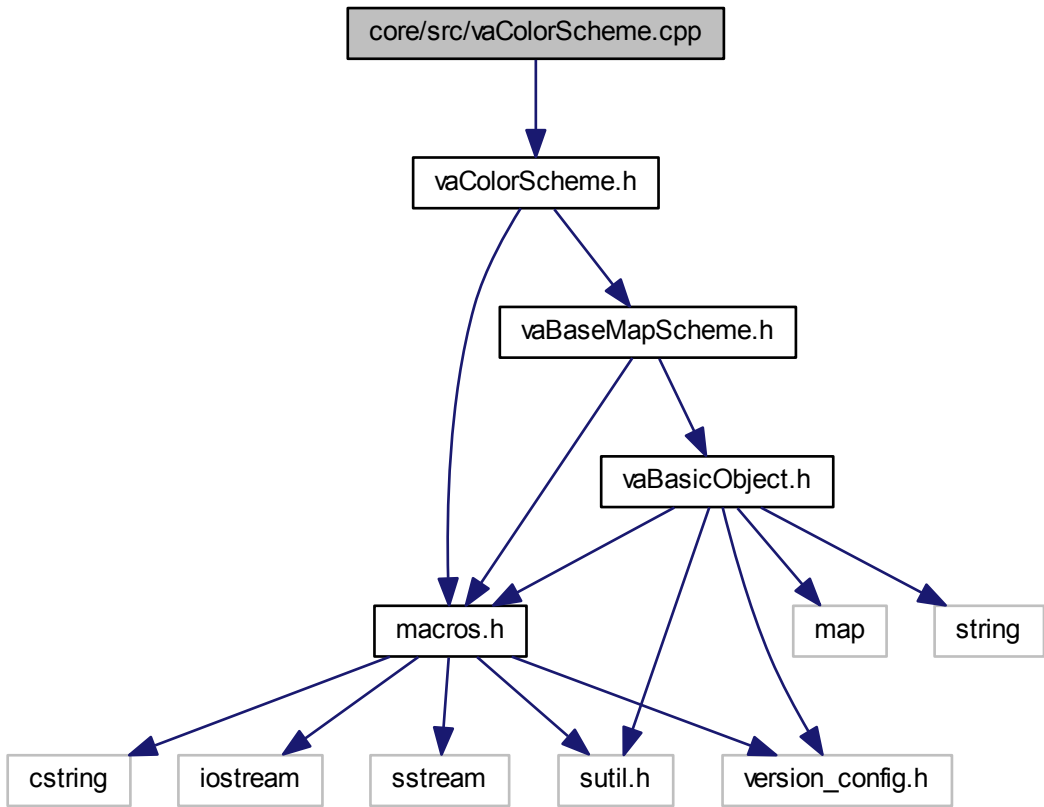 core/src/vaColorScheme.cpp
vaColorScheme.h
vaBaseMapScheme.h
vaBasicObject.h
macros.h
map
string
cstring
iostream
sstream
sutil.h
version_config.h